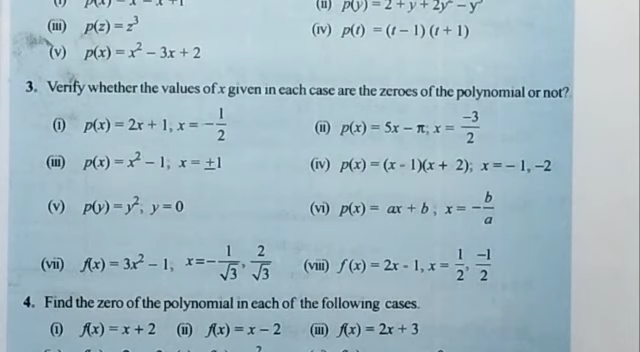 (ii) p(y) = 2 + y + 2y² – y³
(iii) p(z) = z³ (iv) p(t) = (t – 1) (t + 1)
(v) p(x) = x² – 3x + 2
3. Verify whether the values of x given in each case are the zeroes of the polynomial or not?
(i) p(x) = 2x + 1, x = –1/2 (ii) p(x) = 5x – π; x = –3/2
(iii) p(x) = x² – 1; x = ±1 (iv) p(x) = (x - 1)(x + 2); x = – 1, –2
(v) p(y) = y²; y = 0 (vi) p(x) = ax + b ; x = –b/a
(vii) f(x) = 3x² – 1; x = –1/√3, 2/√3 (viii) f (x) = 2x - 1, x = 1/2, –1/2
4. Find the zero of the polynomial in each of the following cases.
(i) f(x) = x + 2 (ii) f(x) = x – 2 (iii) f(x) = 2x + 3